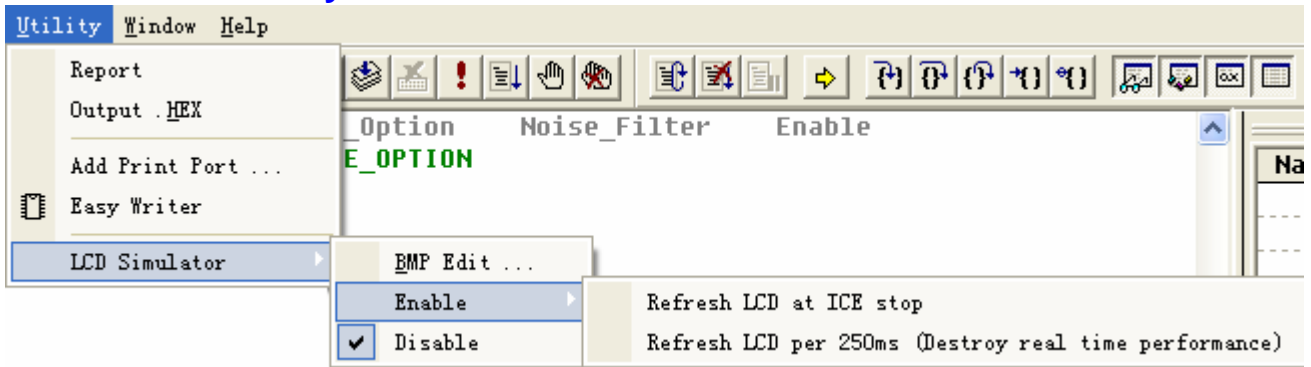 Utility Window Help
Report
Output .HEX
_Option Noise_Filter Enable
E_OPTION
Add Print Port ...
Na
Easy Writer
LCD Simulator
BMP Edit ...
Enable
Refresh LCD at ICE stop
Disable
Refresh LCD per 250ms (Destroy real time performance)